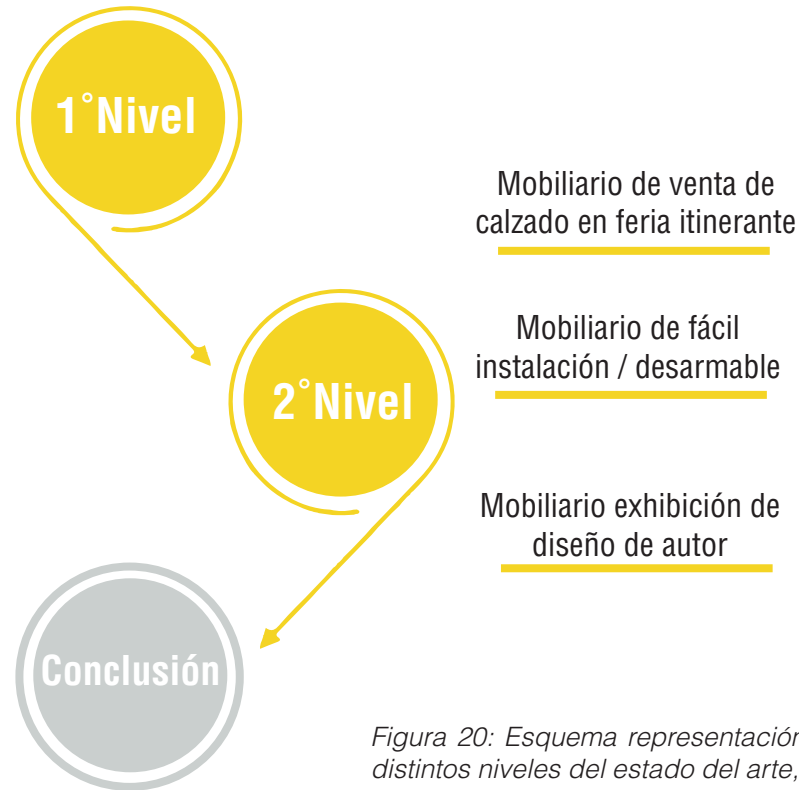 1°Nivel
Mobiliario de venta de
calzado en feria itinerante
Mobiliario de fácil
instalación / desarmable
2°Nivel
Mobiliario exhibición de
diseño de autor
Conclusión
Figura 20: Esquema representación
distintos niveles del estado del arte,